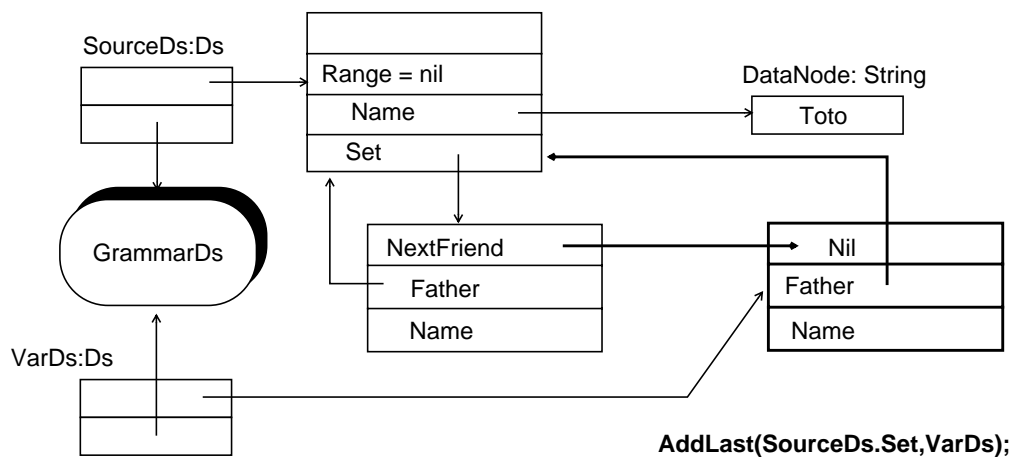 SourceDs:Ds
Range = nil
DataNode: String
Name
Toto
Set
GrammarDs
NextFriend
Nil
Father
Father
Name
Name
VarDs:Ds
AddLast(SourceDs.Set,VarDs);